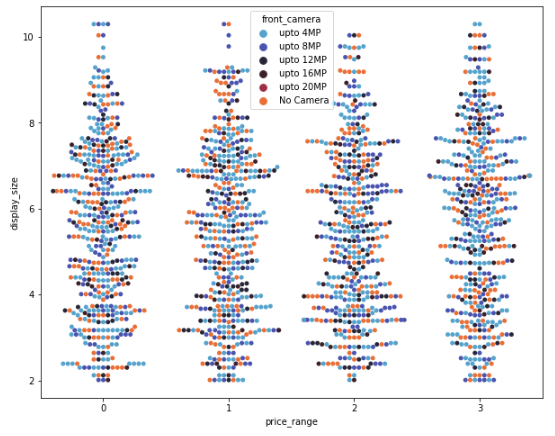 front_camera
upto 4MP
upto 8MP
upto 12MP
upto 16MP
upto 20MP
No Camera
10
8
6
4
2
display_size
0 1 2 3
price_range